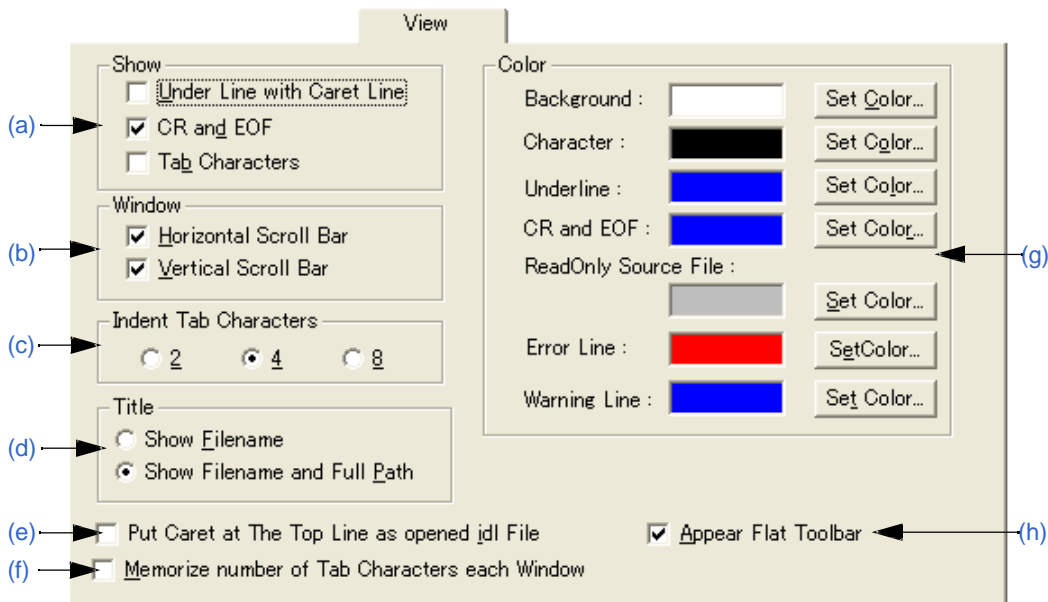 View
Show
Under Line with Caret Line
(a)
CR and EOF
Tab Characters
Window
(b)
Horizontal Scroll Bar
Vertical Scroll Bar
Indent Tab Characters
(c)
2 4 8
Title
(d)
Show Filename
Show Filename and Full Path
Color
Background : Set Color...
Character : Set Color...
Underline : Set Color...
CR and EOF : Set Color...
(g)
ReadOnly Source File :
Set Color...
Error Line : SetColor...
Warning Line : Set Color...
(e) Put Caret at The Top Line as opened idl File
Appear Flat Toolbar (h)
(f) Memorize number of Tab Characters each Window